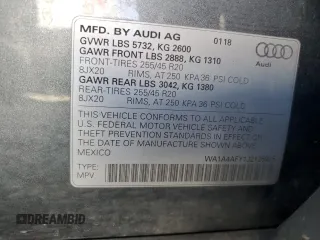 MFD. BY AUDI AG 0118
GVWR LBS 5732, KG 2600
GAWR FRONT LBS 2888, KG 1310
FRONT-TIRES 255/45 R20
8JX20 RIMS, AT 250 KPA 36 PSI COLD
GAWR REAR LBS 3042, KG 1380
REAR-TIRES 255/45 R20
8JX20 RIMS, AT 250 KPA 36 PSI COLD
Audi
THIS VEHICLE CONFORMS TO ALL APPLICABLE
U.S. FEDERAL MOTOR VEHICLE SAFETY
AND THEFT PREVENTION STANDARDS IN EFFECT ON
THE DATE OF MANUFACTURE SHOWN ABOVE
MEXICO
TYPE:
MPV
DREAMBID